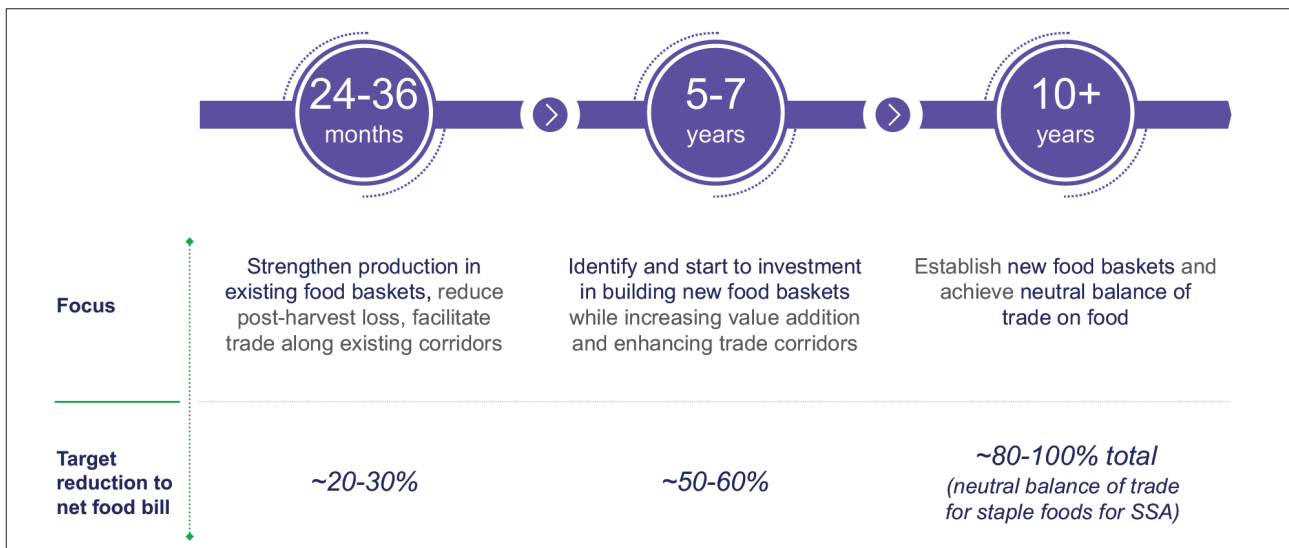 24-36
months
5-7
years
10+
years
Focus
Strengthen production in
existing food baskets, reduce
post-harvest loss, facilitate
trade along existing corridors
Identify and start to investment
in building new food baskets
while increasing value addition
and enhancing trade corridors
Establish new food baskets and
achieve neutral balance of
trade on food
Target
reduction to
net food bill
~20-30%
~50-60%
~80-100% total
(neutral balance of trade
for staple foods for SSA)